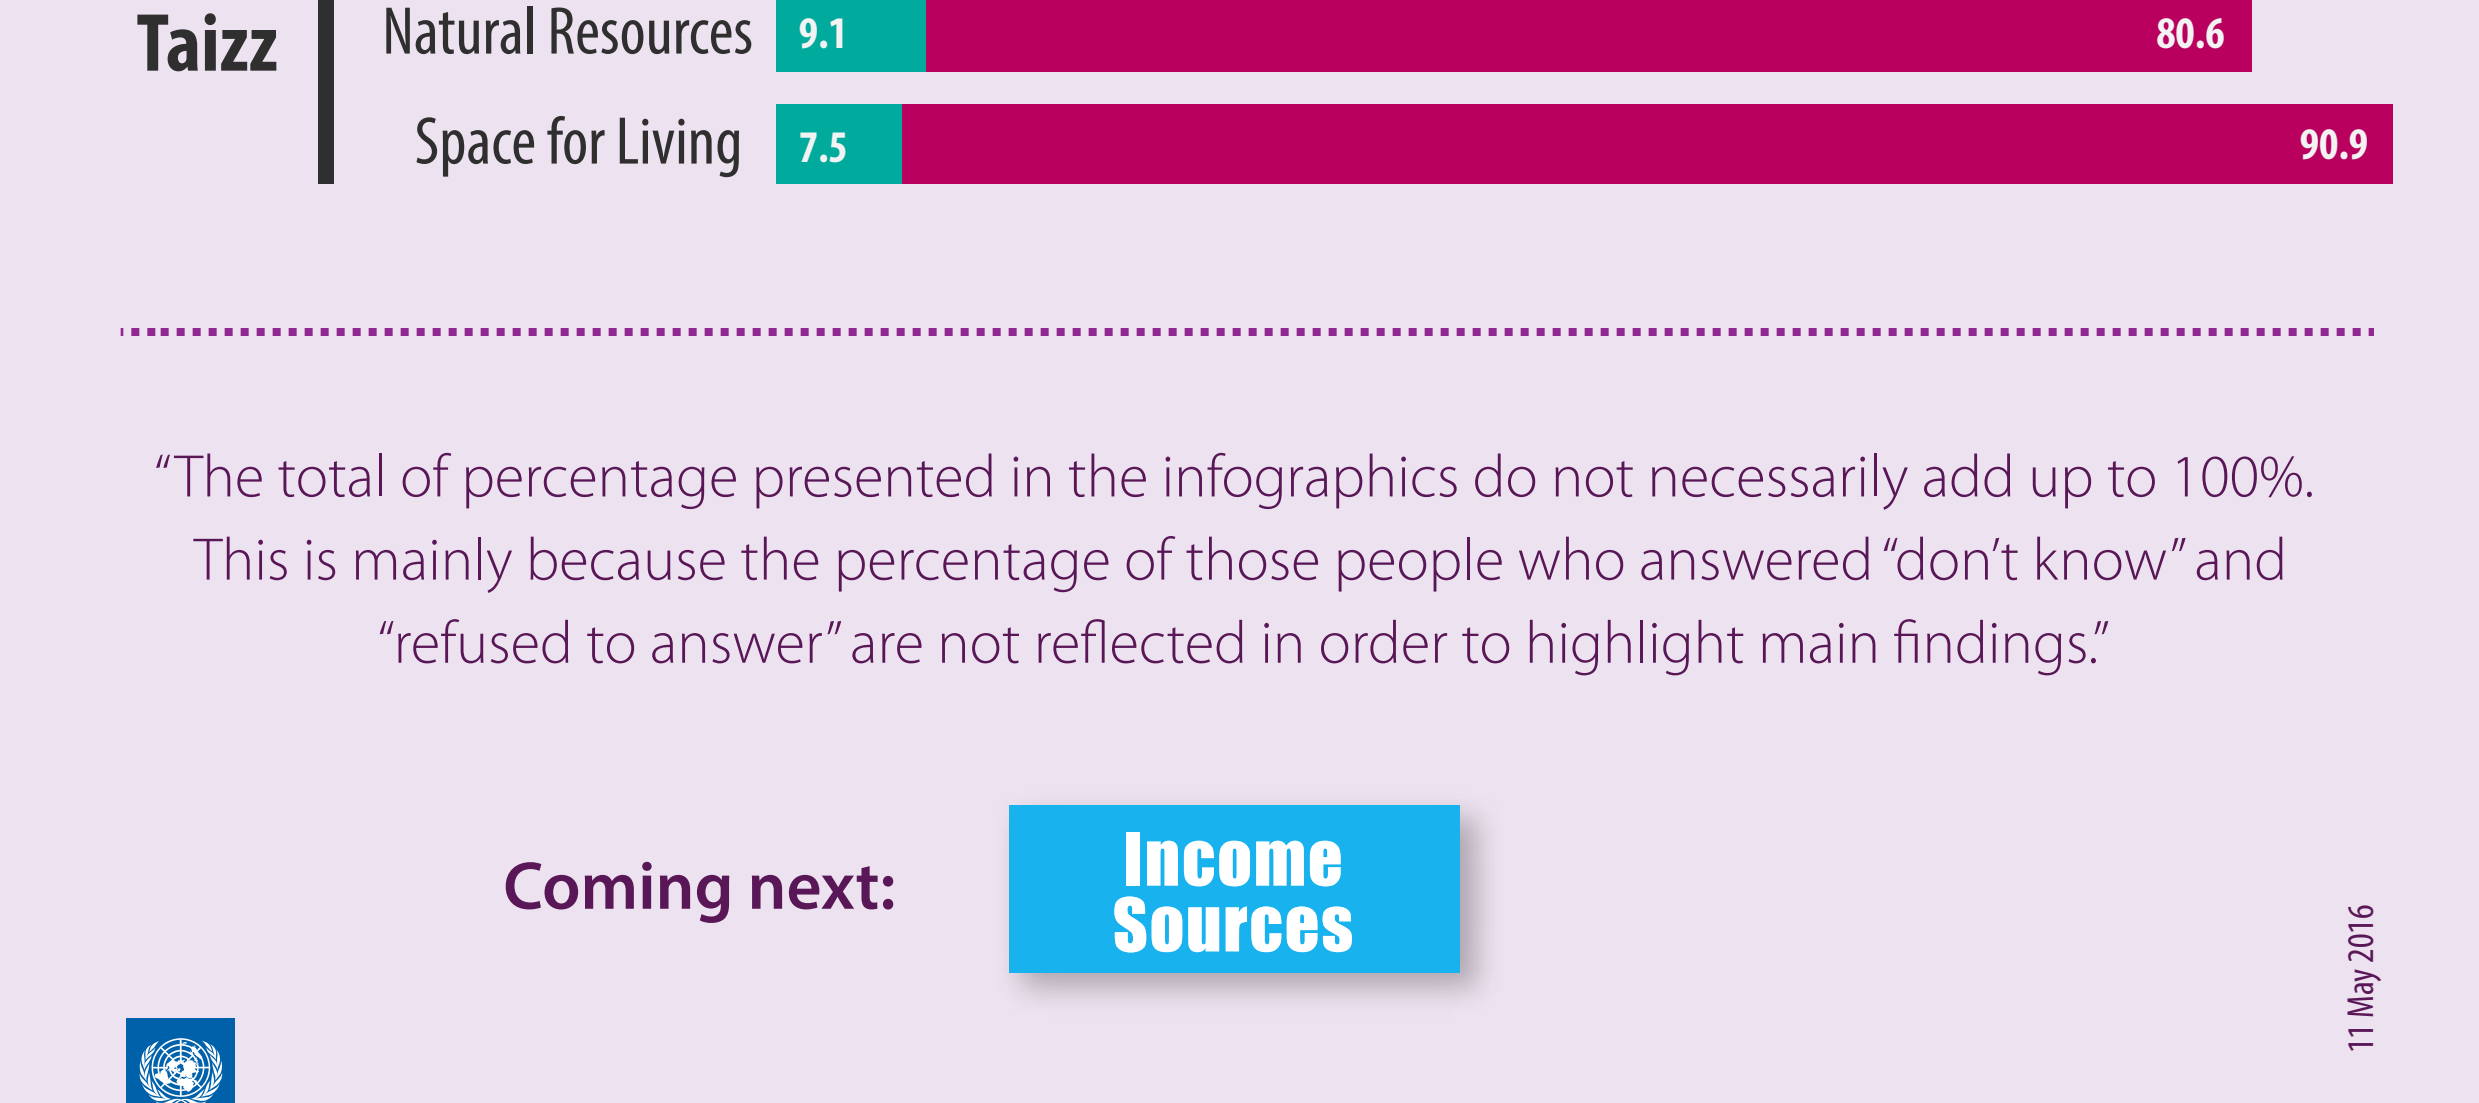 Taizz
Natural Resources 9.1 80.6
Space for Living 7.5 90.9
“The total of percentage presented in the infographics do not necessarily add up to 100%.
This is mainly because the percentage of those people who answered “don’t know” and
“refused to answer” are not reflected in order to highlight main findings.”
Coming next:
Income
Sources
11 May 2016